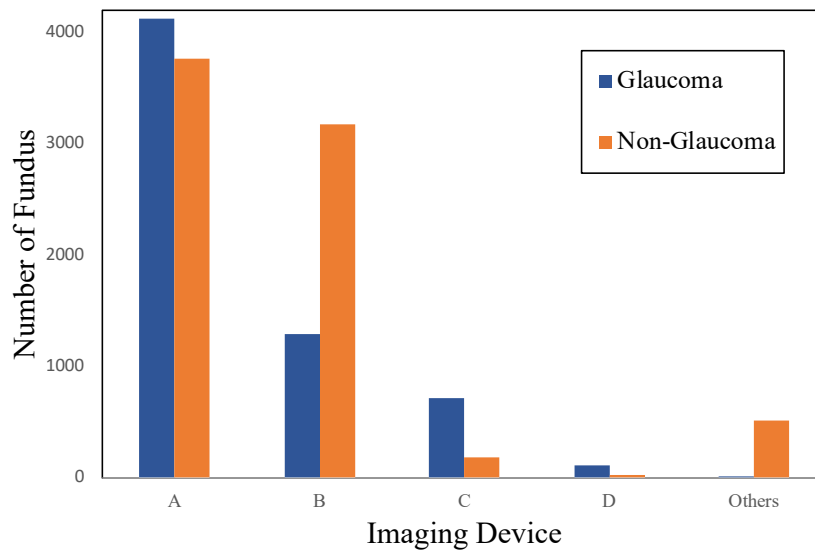 Number of Fundus
4000
3000
2000
1000
0
Glaucoma
Non-Glaucoma
A B C D Others
Imaging Device